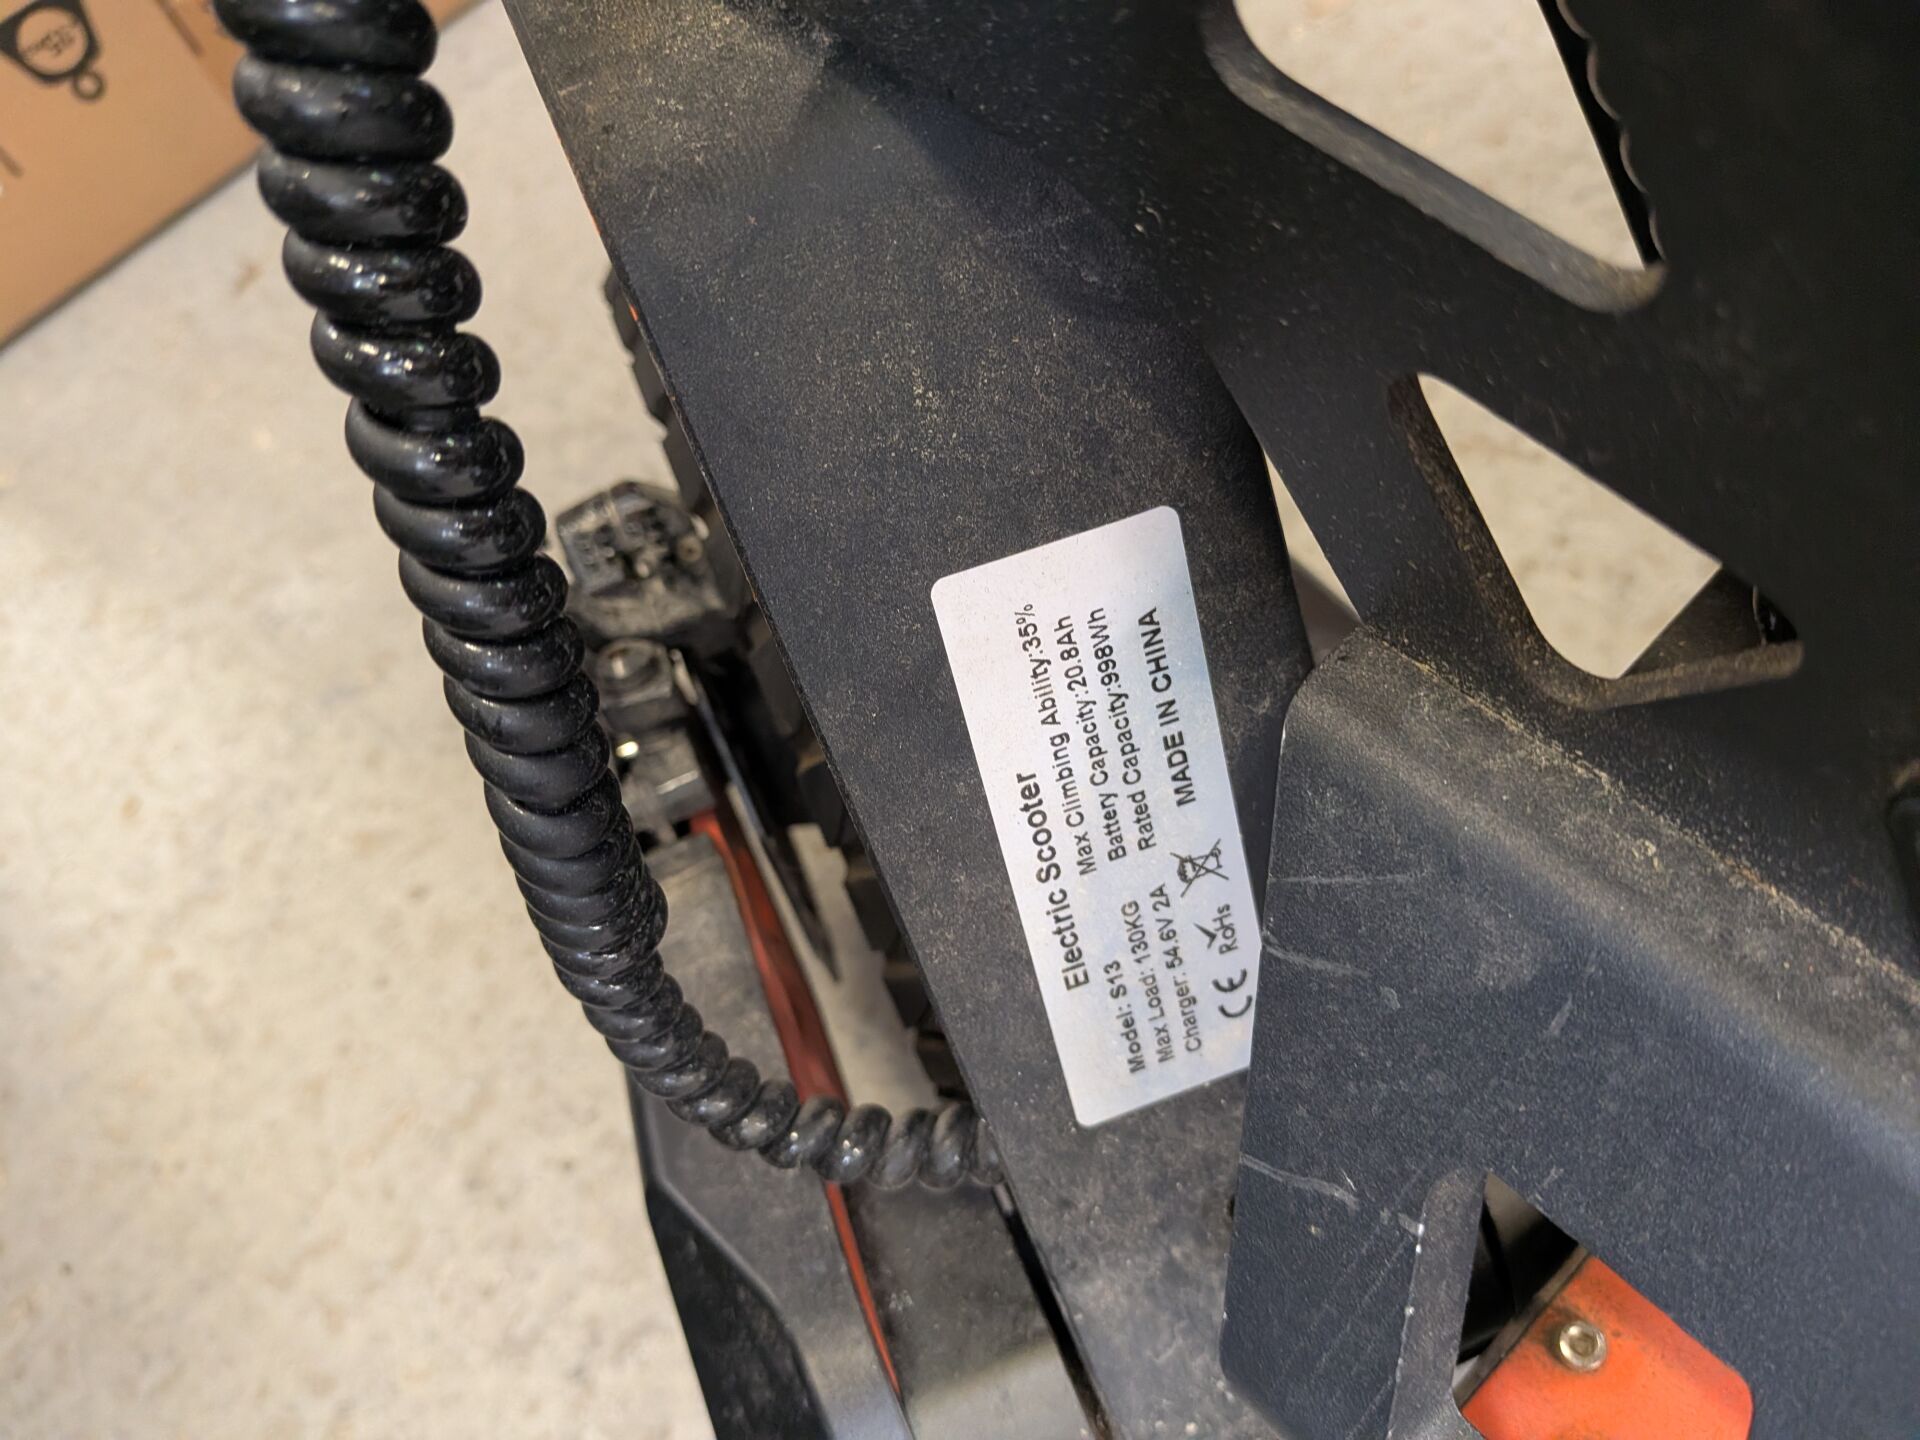 Electric Scooter
Model: S13 Max Climbing Ability:35%
Max Load: 130KG Battery Capacity:20.8Ah
Charger: 54.6V 2A Rated Capacity:998Wh
CE RoHs MADE IN CHINA